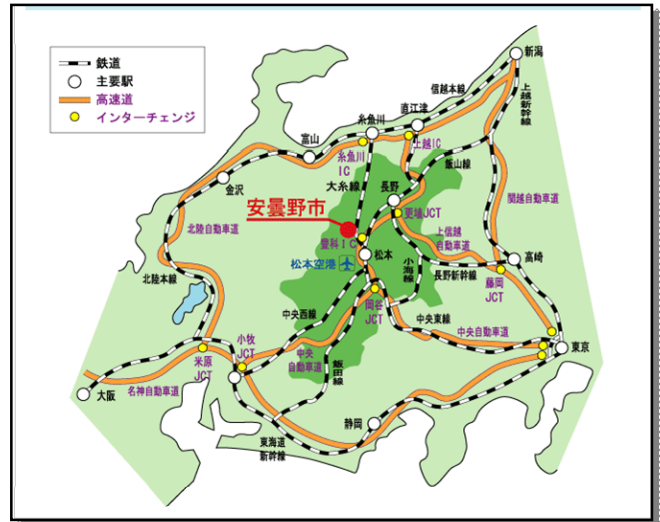 鉄道
主要駅
高速道
インターチェンジ
新潟
信越本線
上越新幹線
直江津
糸魚川
富山
糸魚川
IC
上越IC
飯山線
大糸線
長野
金沢
安曇野市
更埴JCT
関越自動車道
北陸自動車道
豊科IC
上信越
自動車道
松本
松本空港
小海線
高崎
長野新幹線
北陸本線
藤岡
JCT
岡谷
JCT
中央西線
中央東線
中央自動車道
小牧
JCT
東京
中央
自動車道
米原
JCT
飯田線
名神自動車道
大阪
静岡
東海道
新幹線